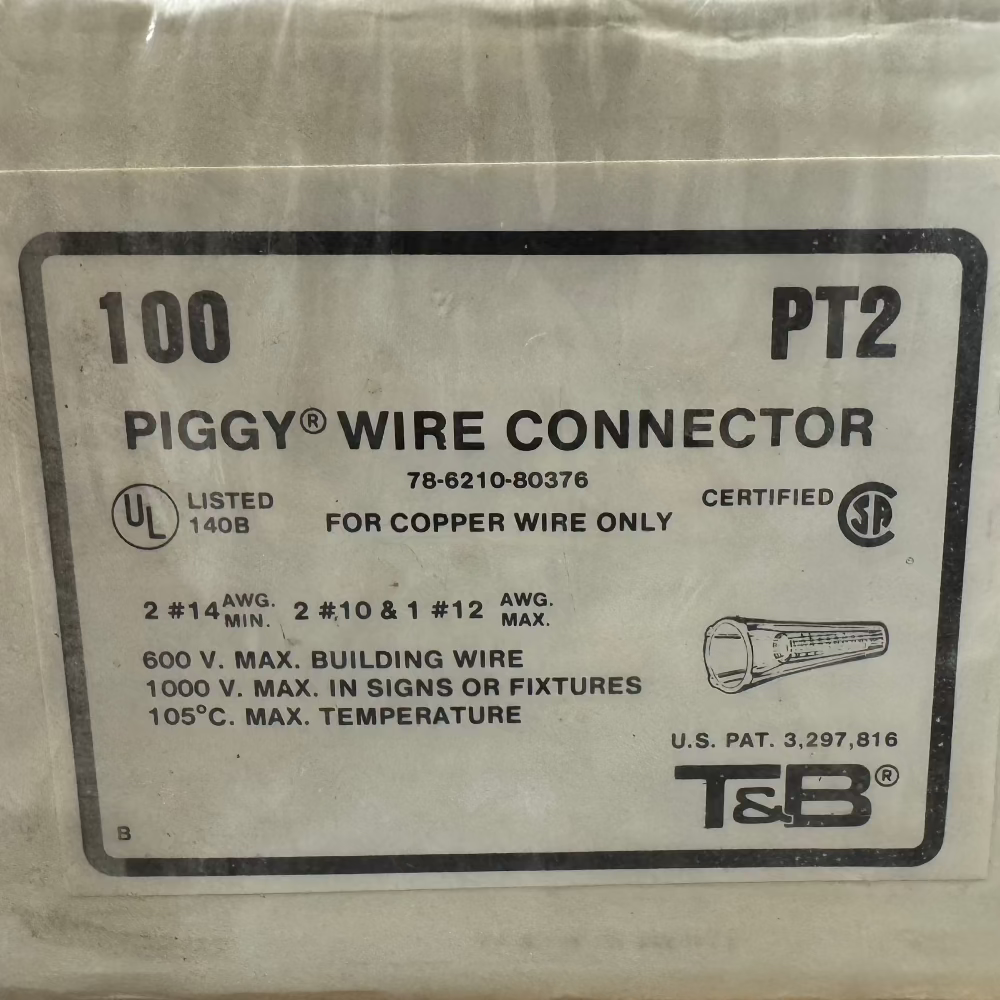 100 PT2
PIGGY® WIRE CONNECTOR
78-6210-80376
UL LISTED 140B
FOR COPPER WIRE ONLY
CERTIFIED SA
2 #14 AWG. MIN. 2 #10 & 1 #12 AWG. MAX.
600 V. MAX. BUILDING WIRE
1000 V. MAX. IN SIGNS OR FIXTURES
105°C. MAX. TEMPERATURE
U.S. PAT. 3,297,816
T&B®
B